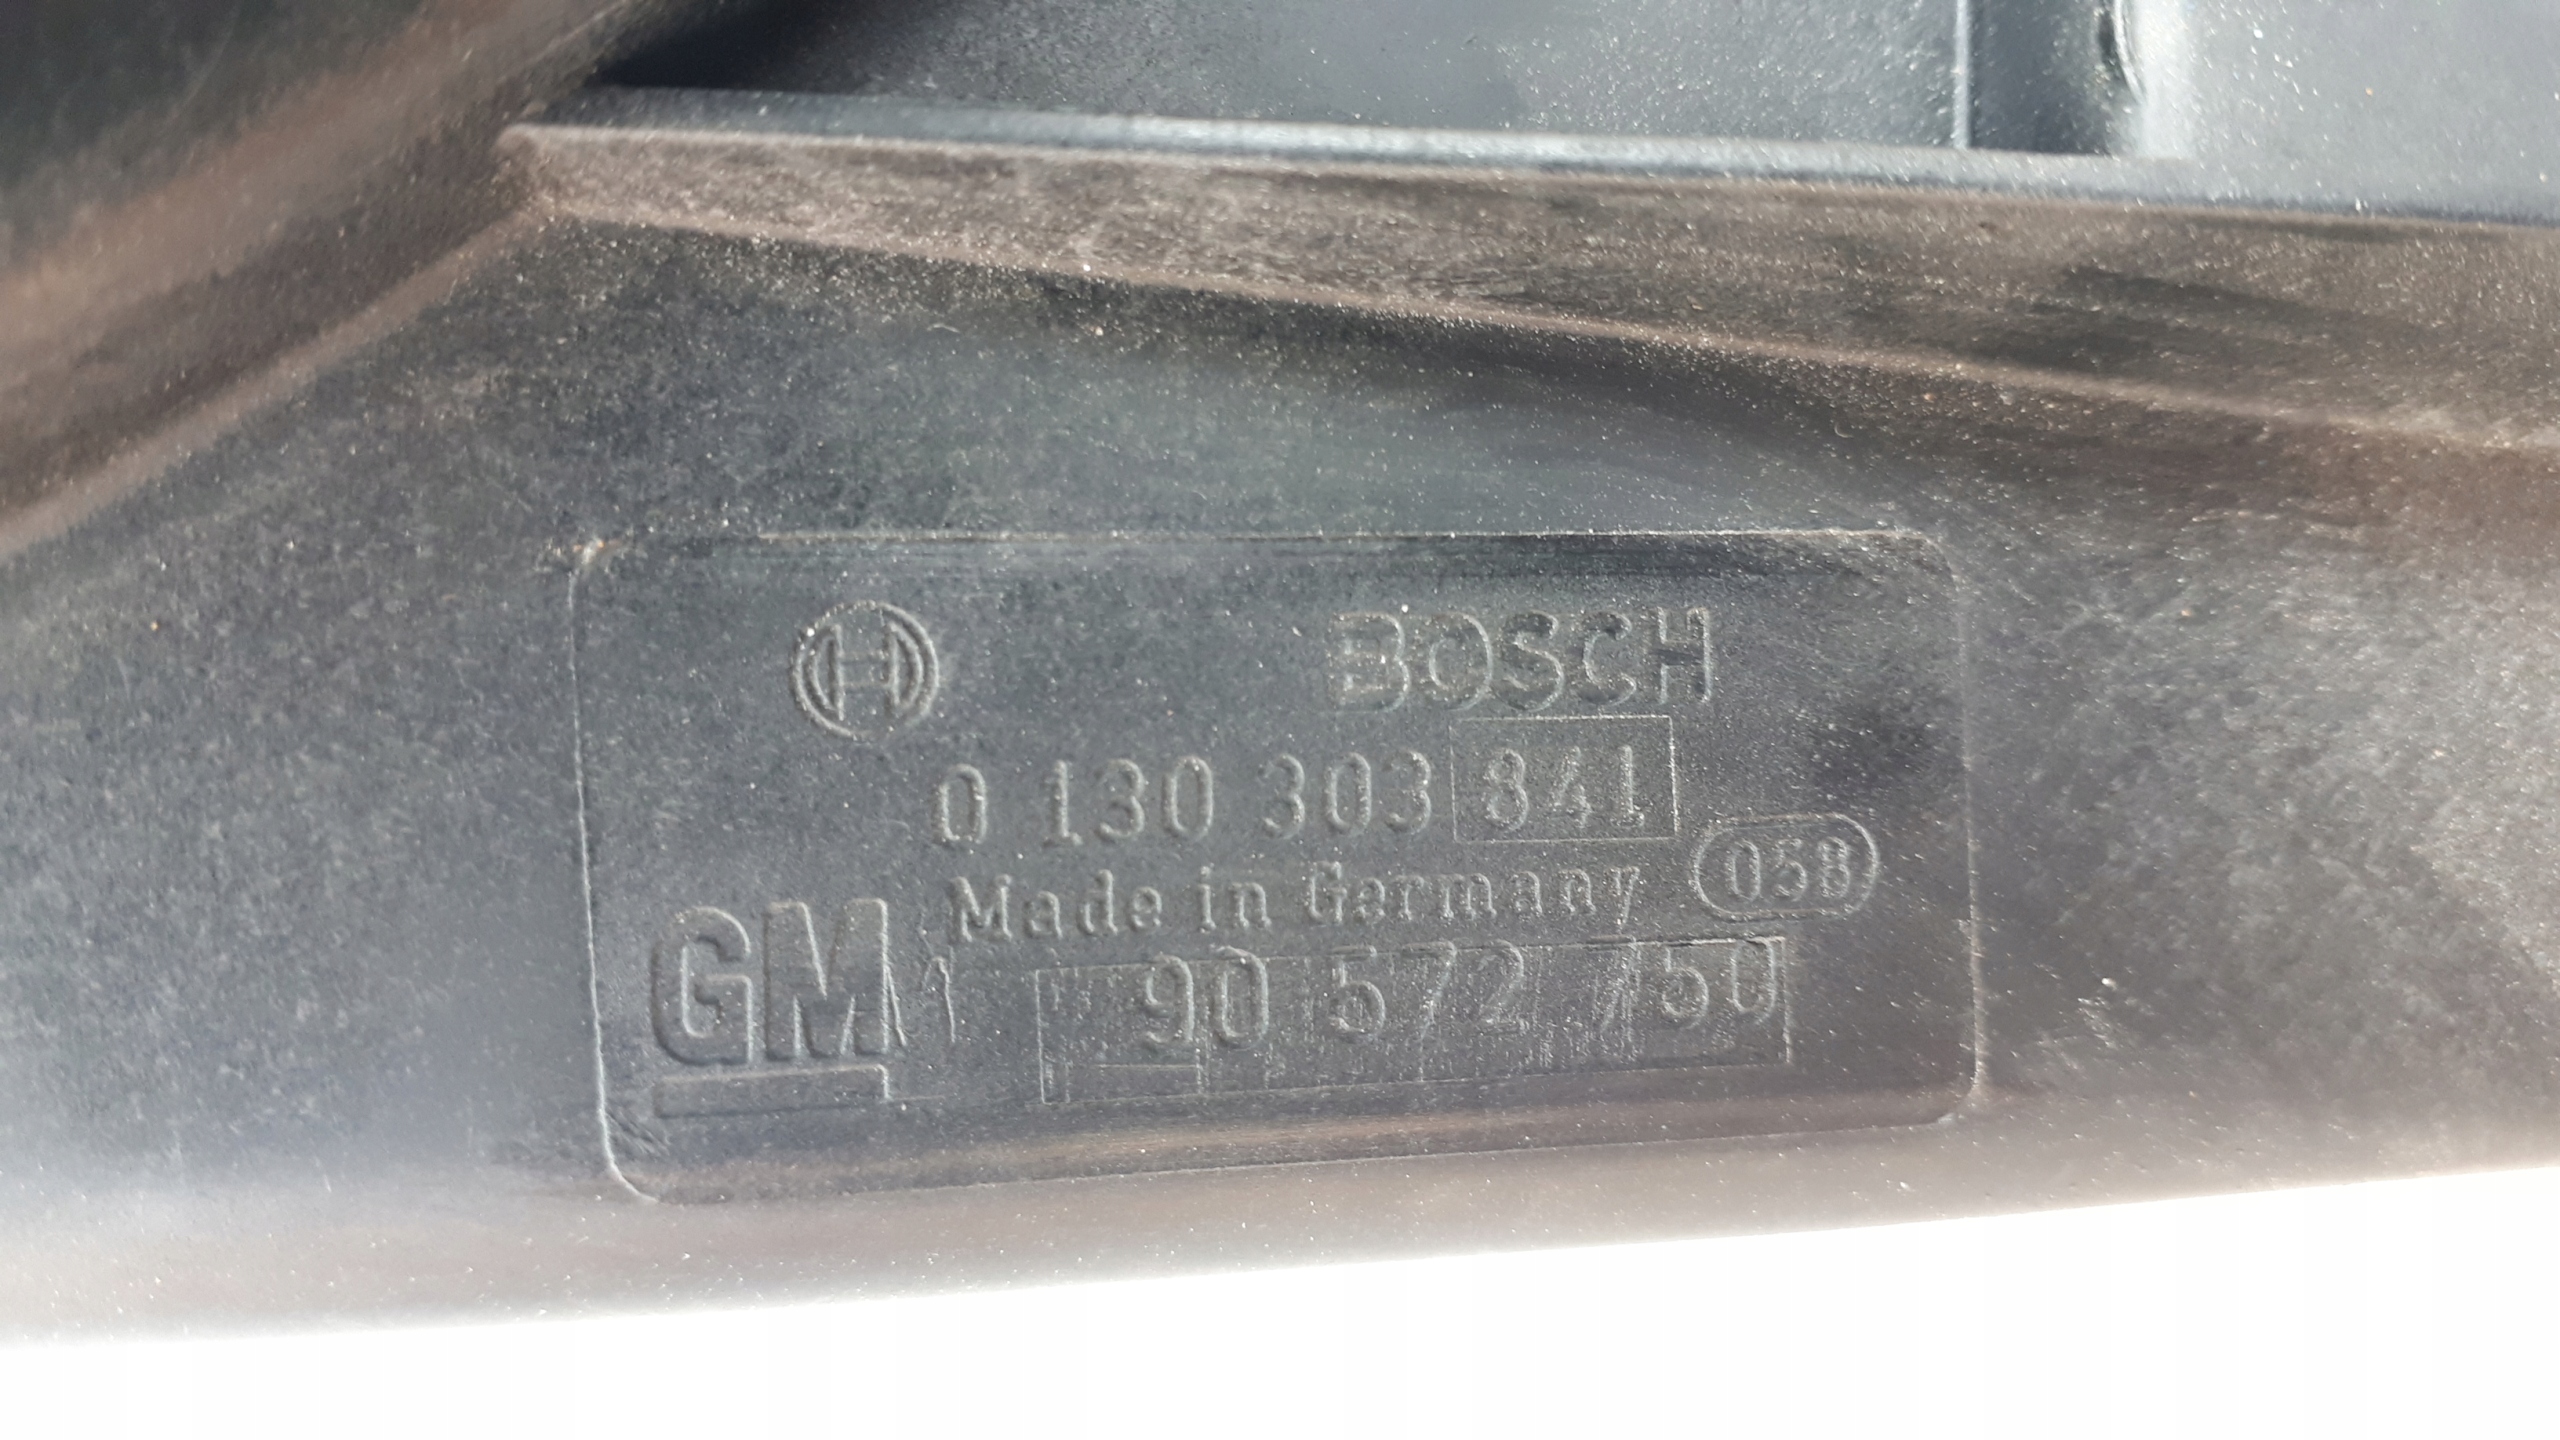 BOSCH
0 130 303 841
Made in Germany 058
GM 90 572 750